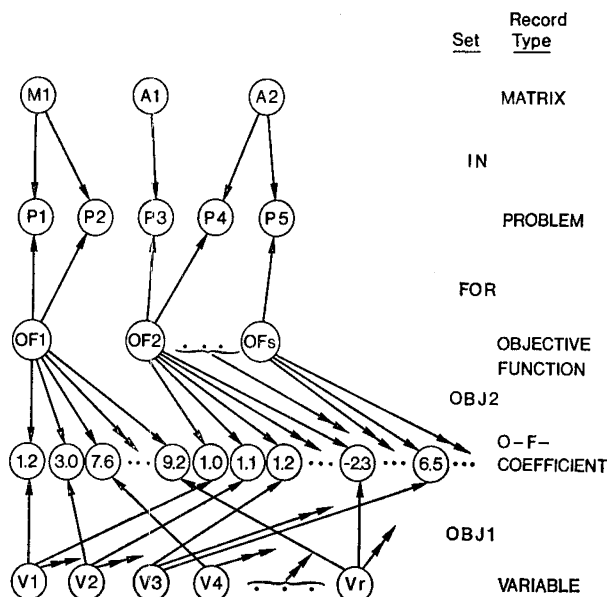 Record
Set Type
M1 A1 A2 MATRIX
IN
P1 P2 P3 P4 P5 PROBLEM
FOR
OF1 OF2 . . . OFs OBJECTIVE
FUNCTION
OBJ2
O-F-
1.2 3.0 7.6 ... 9.2 1.0 1.1 1.2 ... -2.3 ... 6.5 ... COEFFICIENT
OBJ1
V1 V2 V3 V4 . . . Vr VARIABLE